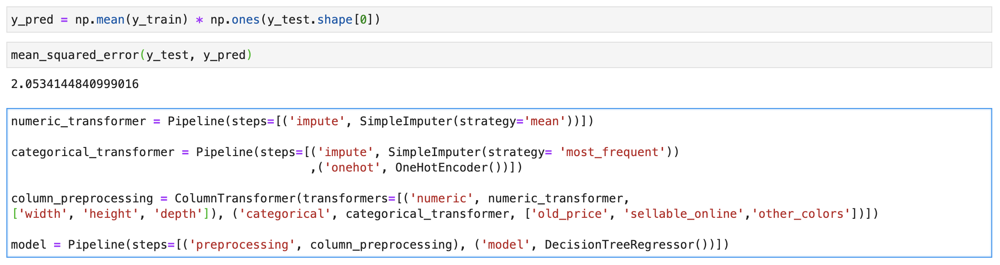 y_pred = np.mean(y_train) * np.ones(y_test.shape[0])
mean_squared_error(y_test, y_pred)
2.0534144840999016
numeric_transformer = Pipeline(steps=[('impute', SimpleImputer(strategy='mean'))])
categorical_transformer = Pipeline(steps=[('impute', SimpleImputer(strategy= 'most_frequent'))
,('onehot', OneHotEncoder())])
column_preprocessing = ColumnTransformer(transformers=[('numeric', numeric_transformer,
['width', 'height', 'depth']), ('categorical', categorical_transformer, ['old_price', 'sellable_online','other_colors'])])
model = Pipeline(steps=[('preprocessing', column_preprocessing), ('model', DecisionTreeRegressor())])